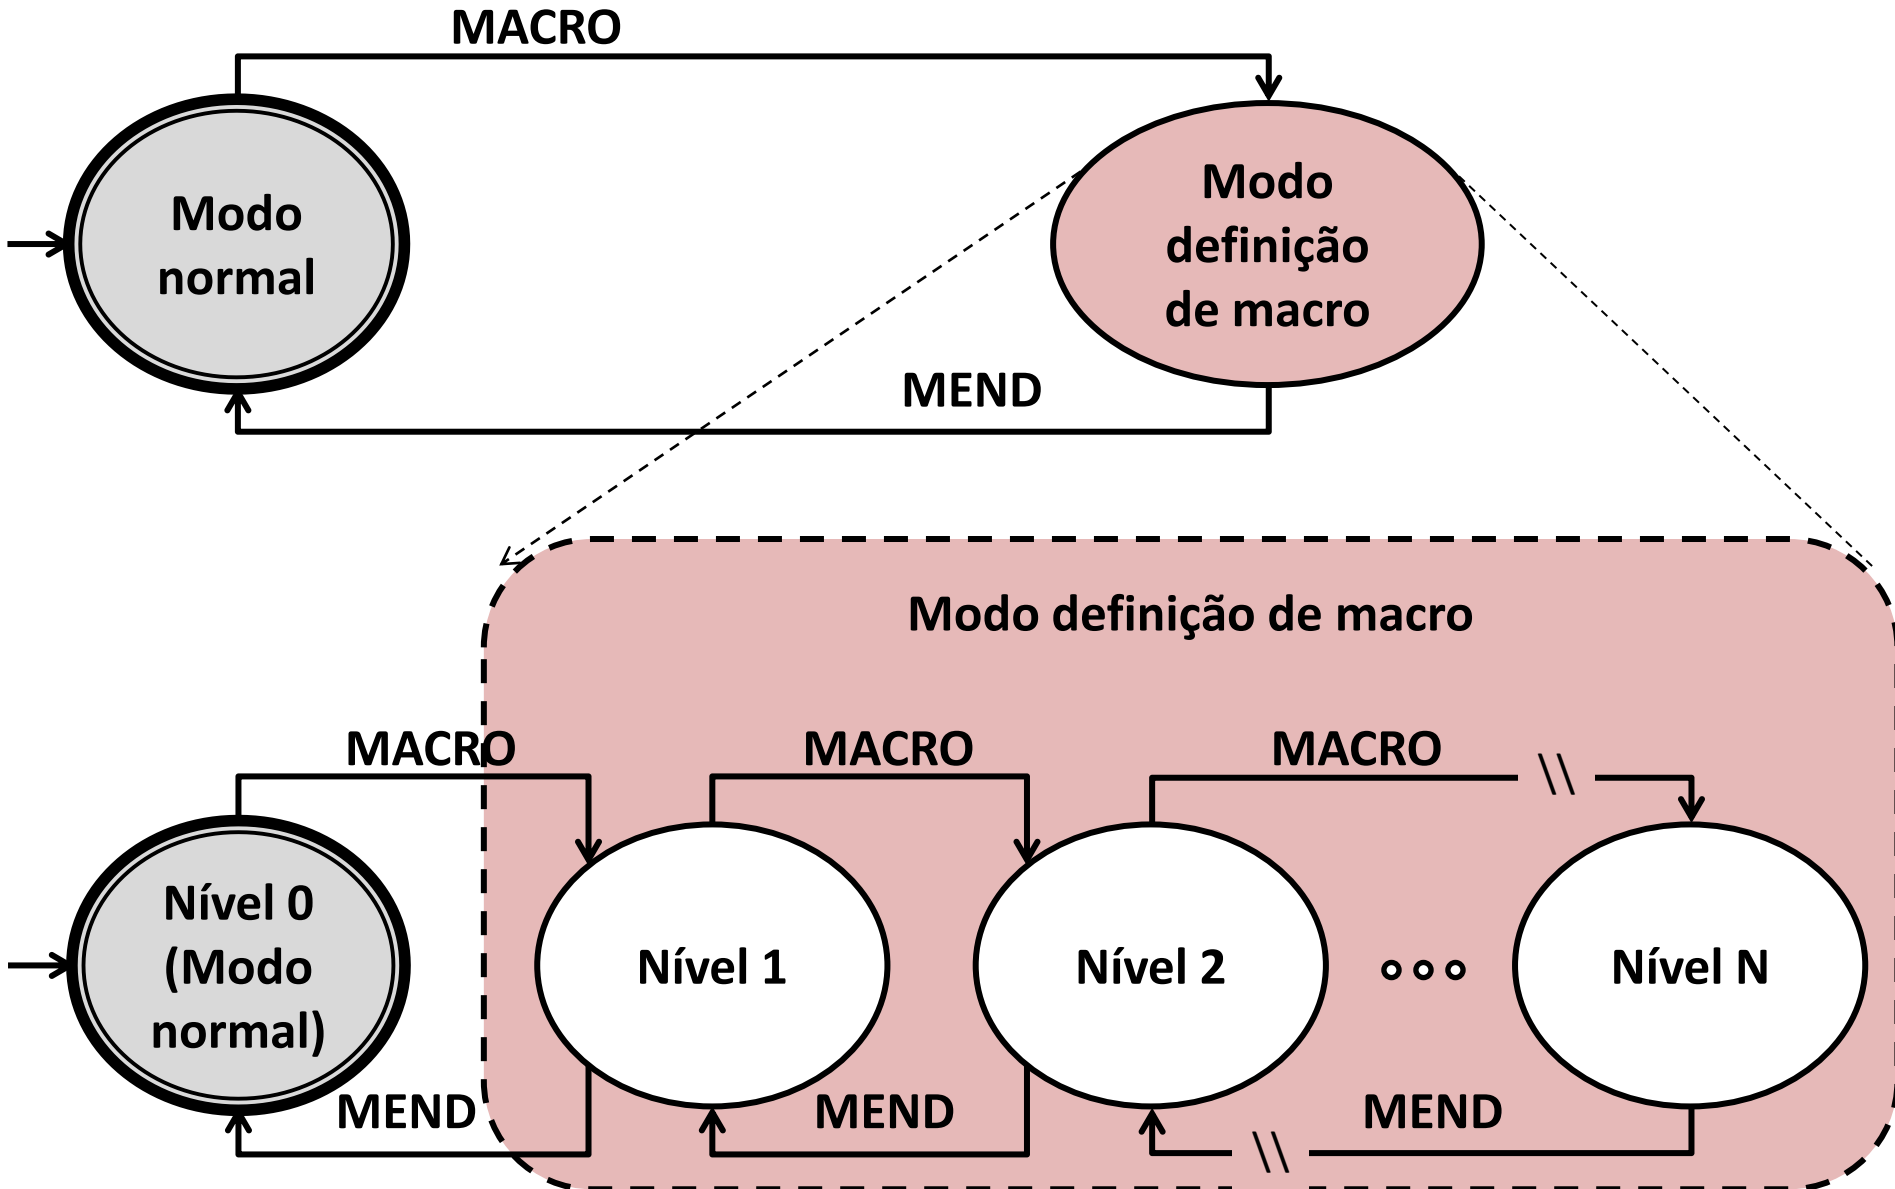 MACRO
Modo
normal
Modo
definição
de macro
MEND
Modo definição de macro
MACRO
MACRO
MACRO
\\
Nível 0
(Modo
normal)
Nível 1
Nível 2
Nível N
MEND
MEND
MEND
\\